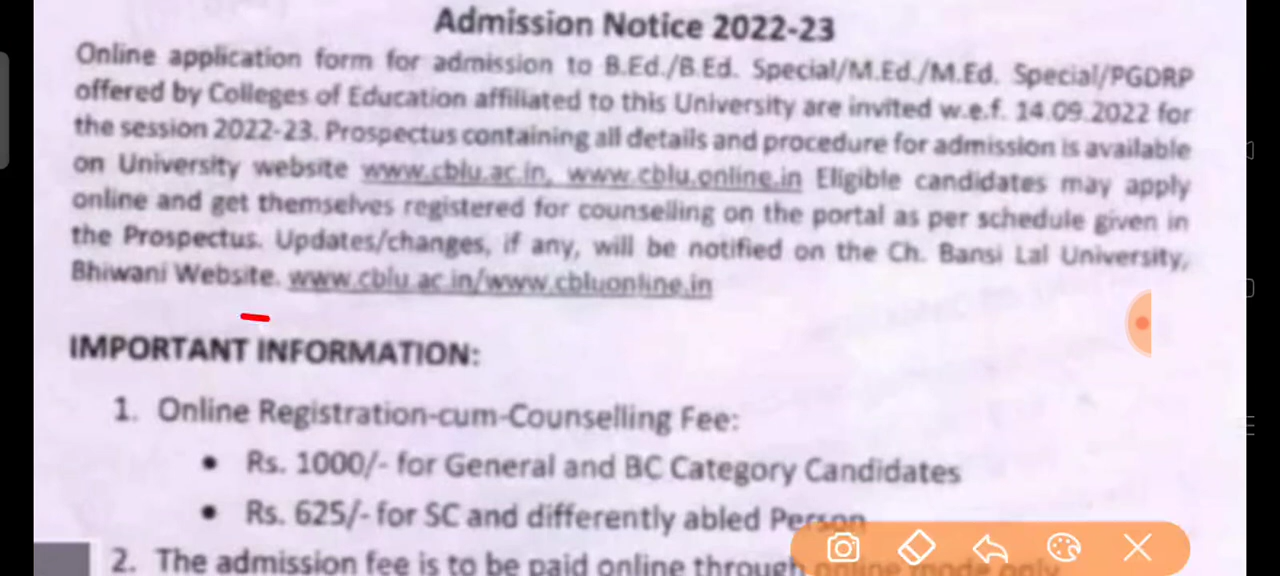 Admission Notice 2022-23
Online application form for admission to B.Ed./B.Ed. Special/M.Ed./M.Ed. Special/PGDRP
offered by Colleges of Education affiliated to this University are invited w.e.f. 14.09.2022 for
the session 2022-23. Prospectus containing all details and procedure for admission is available
on University website www.cblu.ac.in, www.cblu.online.in Eligible candidates may apply
online and get themselves registered for counselling on the portal as per schedule given in
the Prospectus. Updates/changes, if any, will be notified on the Ch. Bansi Lal University,
Bhiwani Website. www.cblu.ac.in/www.cbluonline.in
IMPORTANT INFORMATION:
1. Online Registration-cum-Counselling Fee:
• Rs. 1000/- for General and BC Category Candidates
• Rs. 625/- for SC and differently abled Person
2. The admission fee is to be paid online through online mode only